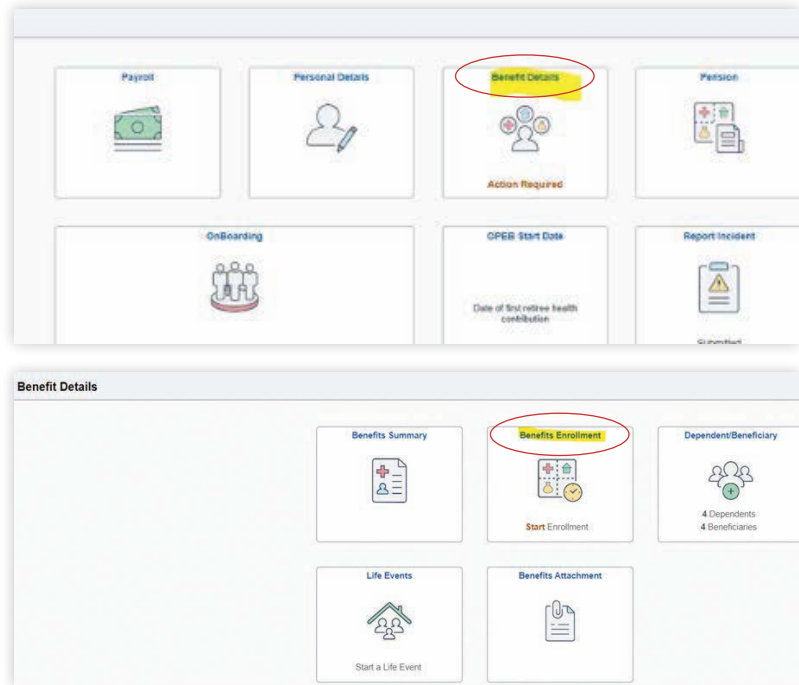 Payroll
Personal Details
Benefit Details
Pension
Action Required
OnBoarding
OPEB Start Date
Report Incident
Date of first retiree health
contribution
Submitted
Benefit Details
Benefits Summary
Benefits Enrollment
Dependent/Beneficiary
Start Enrollment
4 Dependents
4 Beneficiaries
Life Events
Benefits Attachment
Start a Life Event